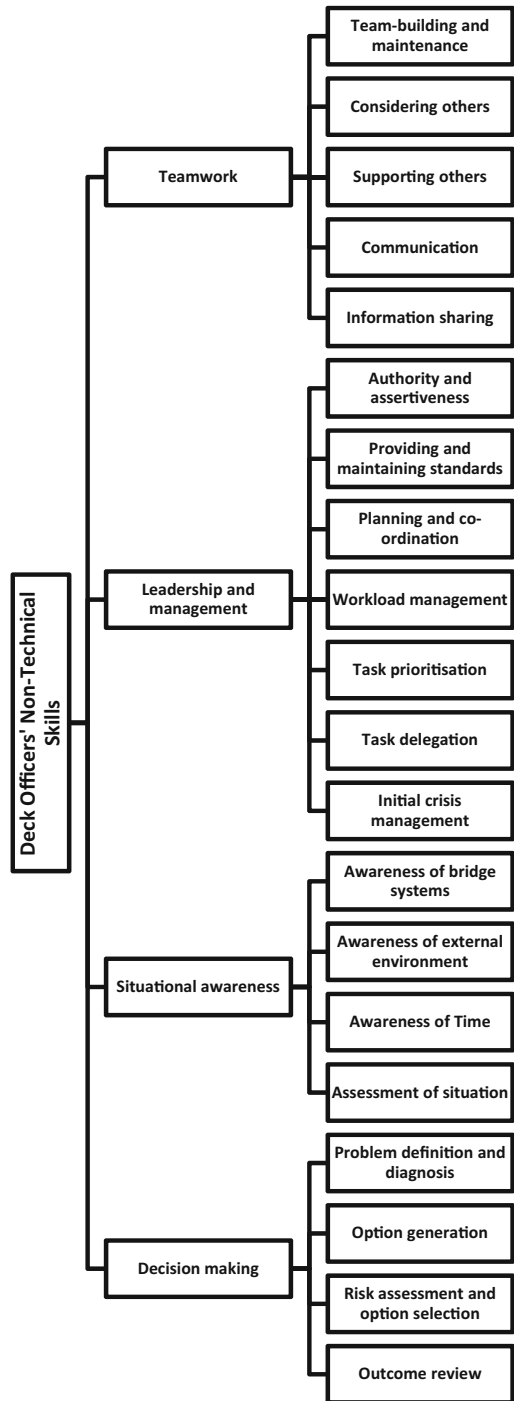 Deck Officers' Non-Technical
Skills
Teamwork
Team-building and
maintenance
Considering others
Supporting others
Communication
Information sharing
Leadership and
management
Authority and
assertiveness
Providing and
maintaining standards
Planning and co-
ordination
Workload management
Task prioritisation
Task delegation
Initial crisis
management
Situational awareness
Awareness of bridge
systems
Awareness of external
environment
Awareness of Time
Assessment of situation
Decision making
Problem definition and
diagnosis
Option generation
Risk assessment and
option selection
Outcome review